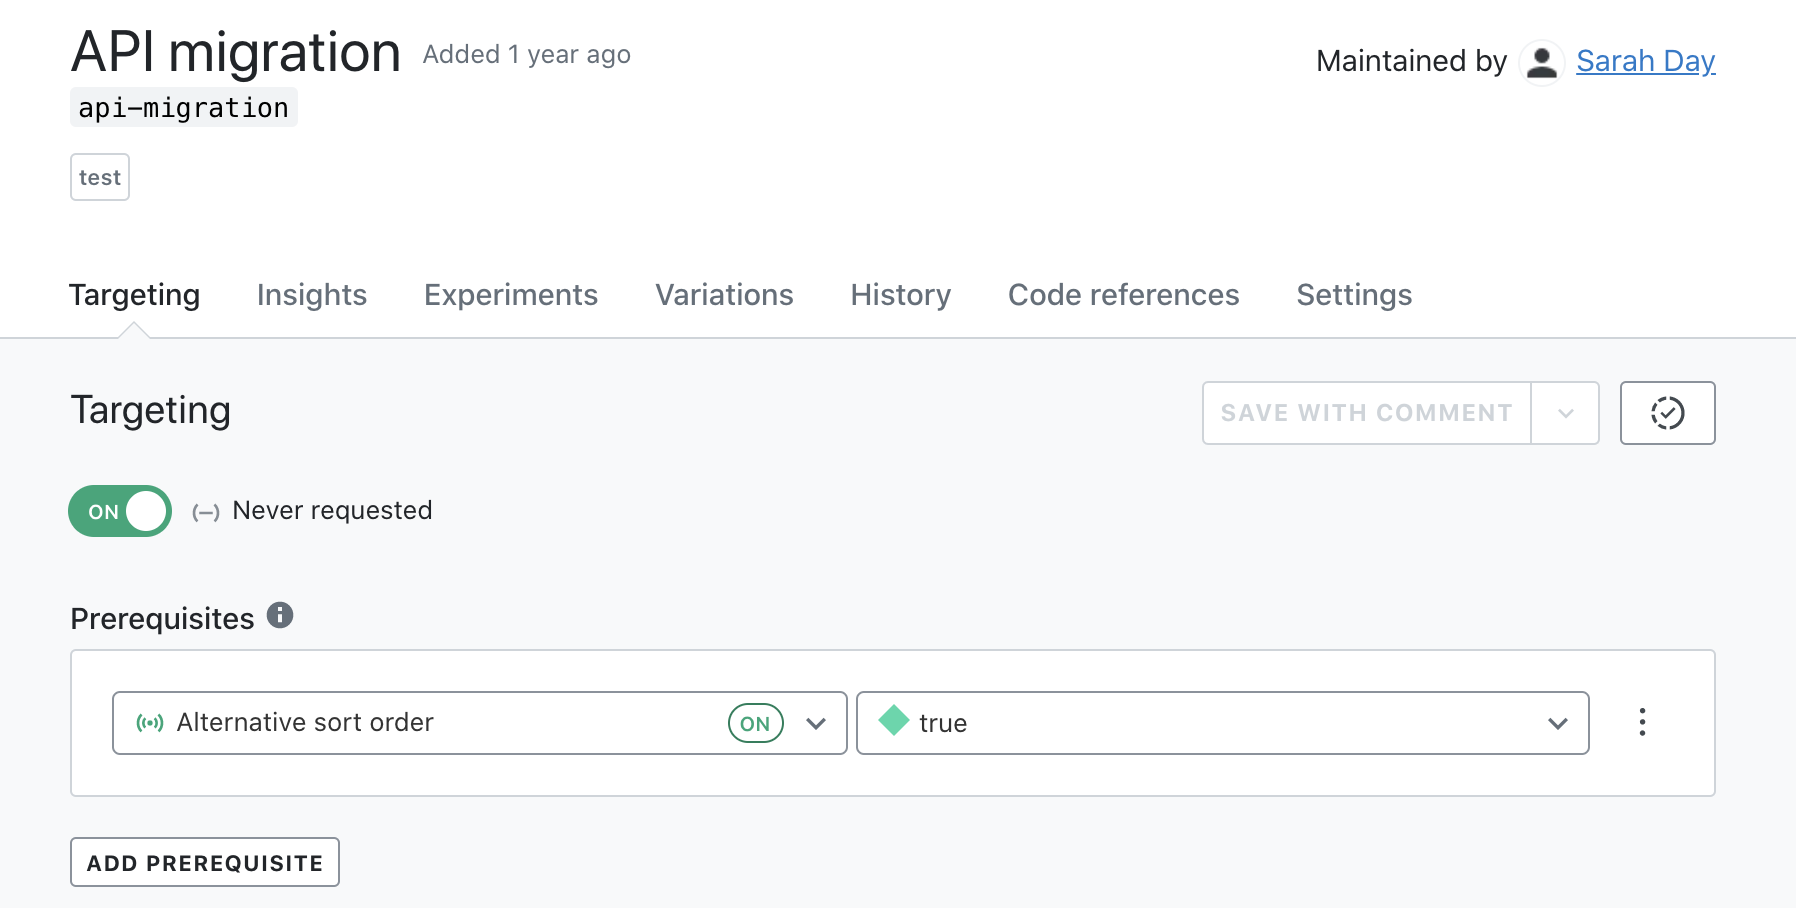 API migration Added 1 year ago
Maintained by Sarah Day
api-migration
test
Targeting Insights Experiments Variations History Code references Settings
Targeting
SAVE WITH COMMENT
ON (–) Never requested
Prerequisites
Alternative sort order ON
true
ADD PREREQUISITE